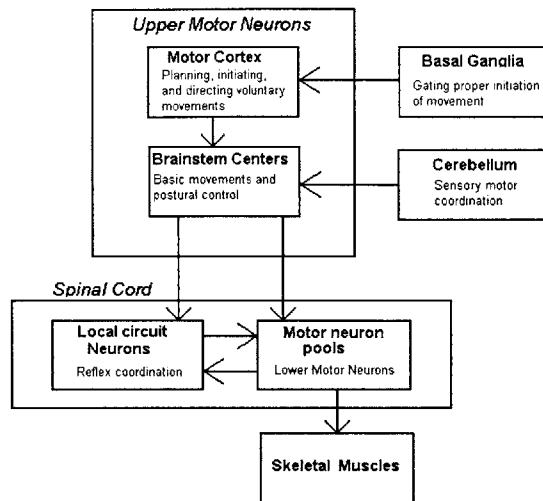 Upper Motor Neurons
Motor Cortex
Planning, initiating,
and directing voluntary
movements
Basal Ganglia
Gating proper initiation
of movement
Brainstem Centers
Basic movements and
postural control
Cerebellum
Sensory motor
coordination
Spinal Cord
Local circuit
Neurons
Reflex coordination
Motor neuron
pools
Lower Motor Neurons
Skeletal Muscles